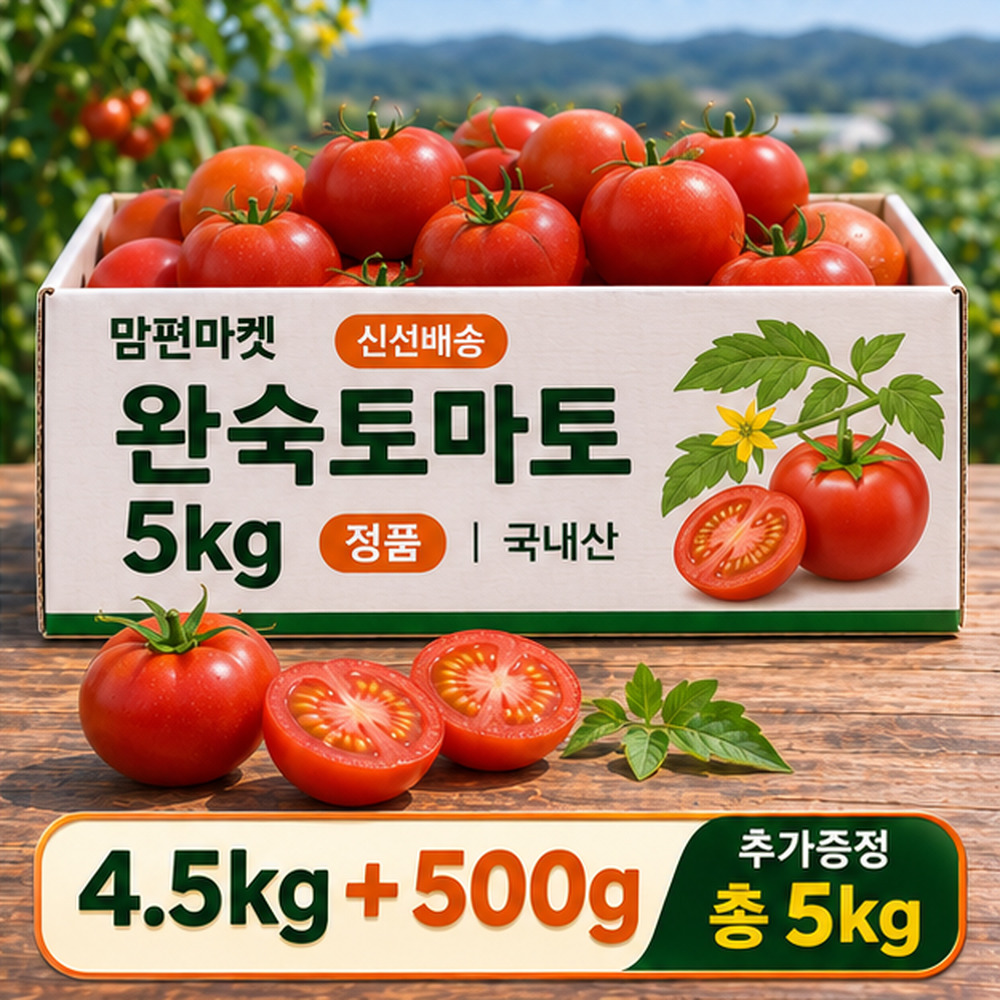 맘편마켓 신선배송
완숙토마토
5kg 정품 | 국내산
4.5kg+500g
추가증정
총 5kg